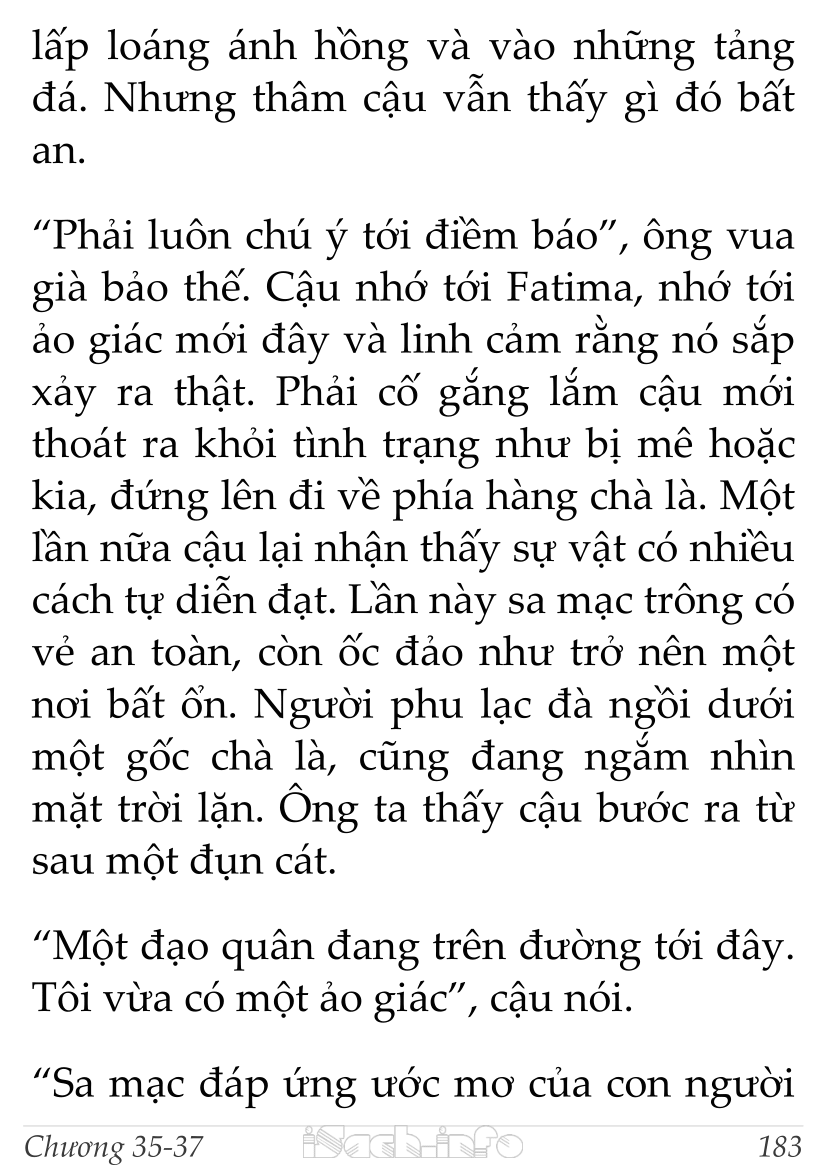 lấp loáng ánh hồng và vào những tảng
đá. Nhưng thâm cậu vẫn thấy gì đó bất
an.
“Phải luôn chú ý tới điềm báo”, ông vua
già bảo thế. Cậu nhớ tới Fatima, nhớ tới
ảo giác mới đây và linh cảm rằng nó sắp
xảy ra thật. Phải cố gắng lắm cậu mới
thoát ra khỏi tình trạng như bị mê hoặc
kia, đứng lên đi về phía hàng chà là. Một
lần nữa cậu lại nhận thấy sự vật có nhiều
cách tự diễn đạt. Lần này sa mạc trông có
vẻ an toàn, còn ốc đảo như trở nên một
nơi bất ổn. Người phu lạc đà ngồi dưới
một gốc chà là, cũng đang ngắm nhìn
mặt trời lặn. Ông ta thấy cậu bước ra từ
sau một đụn cát.
“Một đạo quân đang trên đường tới đây.
Tôi vừa có một ảo giác”, cậu nói.
“Sa mạc đáp ứng ước mơ của con người
Chương 35-37 iSach.info 183